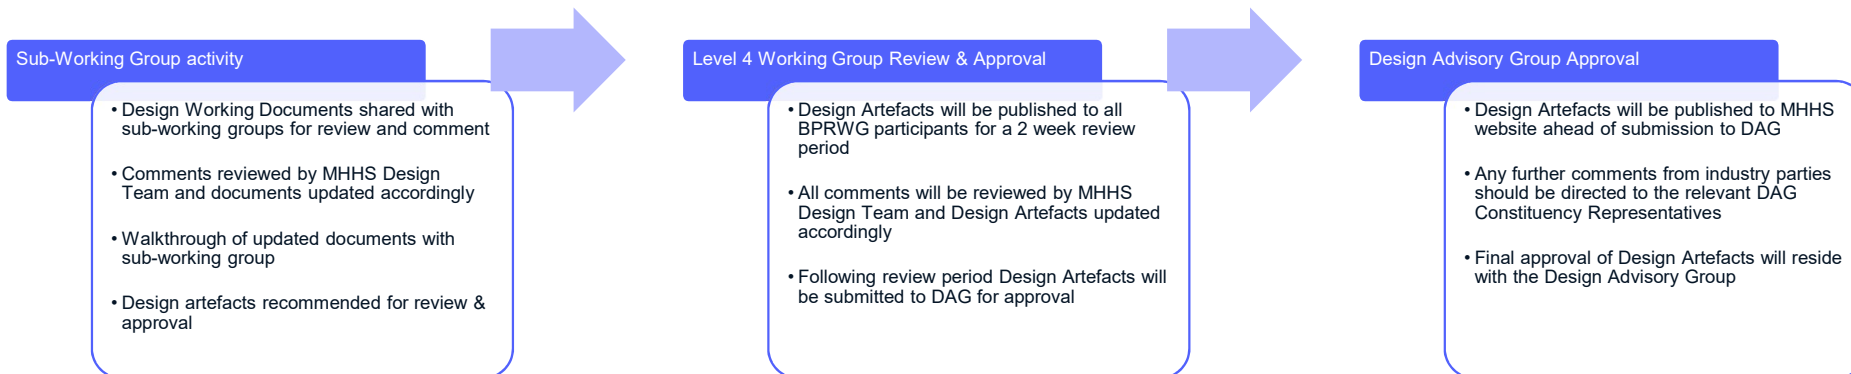 Sub-Working Group activity
• Design Working Documents shared with
sub-working groups for review and comment
• Comments reviewed by MHHS Design
Team and documents updated accordingly
• Walkthrough of updated documents with
sub-working group
• Design artefacts recommended for review &
approval
Level 4 Working Group Review & Approval
• Design Artefacts will be published to all
BPRWG participants for a 2 week review
period
• All comments will be reviewed by MHHS
Design Team and Design Artefacts updated
accordingly
• Following review period Design Artefacts will
be submitted to DAG for approval
Design Advisory Group Approval
• Design Artefacts will be published to MHHS
website ahead of submission to DAG
• Any further comments from industry parties
should be directed to the relevant DAG
Constituency Representatives
• Final approval of Design Artefacts will reside
with the Design Advisory Group